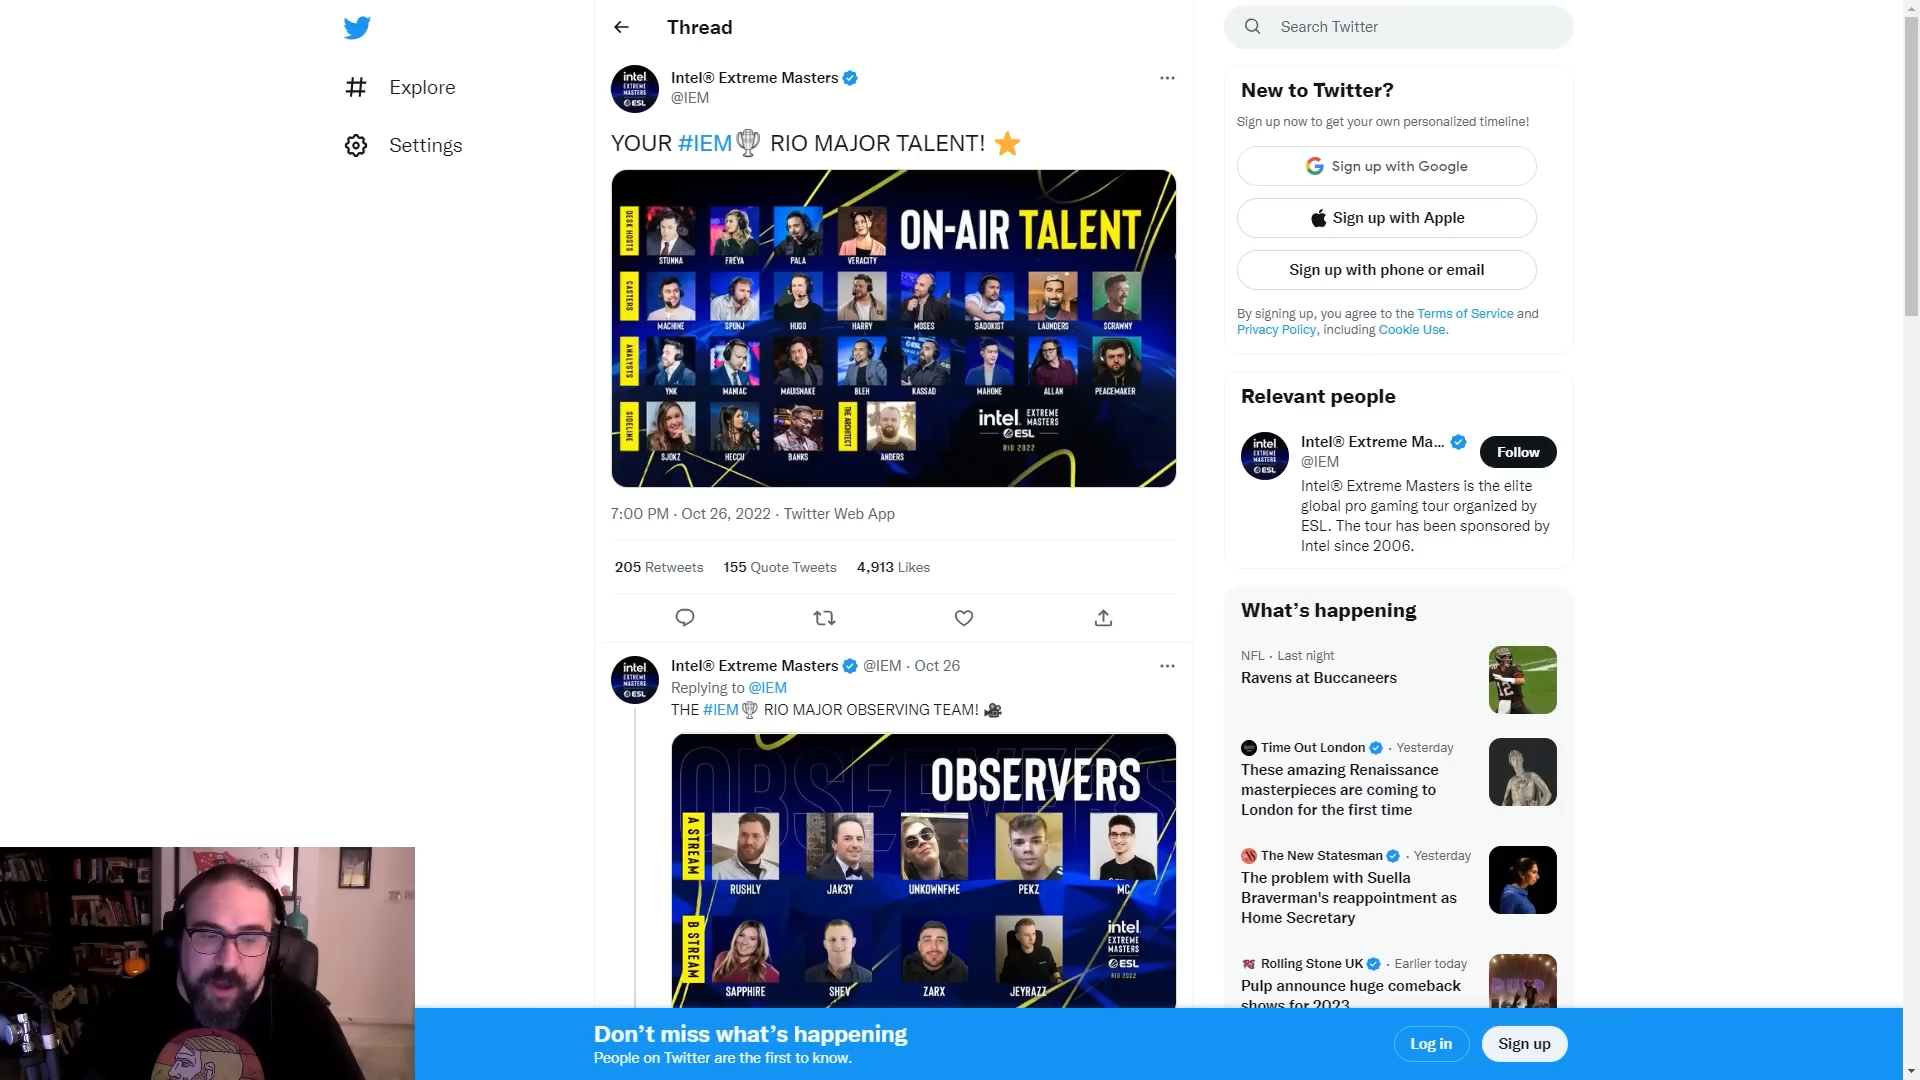 Explore
Settings
Thread
Intel® Extreme Masters
@IEM
YOUR #IEM RIO MAJOR TALENT!
ON-AIR TALENT
DESK HOSTS
STUNNA
FREYA
PALA
VERACITY
CASTERS
MACHINE
SPUNJ
HUGO
HARRY
MOSES
SADOKIST
LAUNDERS
SCRAWNY
ANALYSTS
YNK
MANIAC
MAUISNAKE
BLEH
KASSAD
MAHONE
ALLAN
PEACEMAKER
SIDELINE
SJOKZ
HECCU
BANKS
THE ARCHITECT
ANDERS
intel EXTREME MASTERS
ESL
RIO 2022
7:00 PM · Oct 26, 2022 · Twitter Web App
205 Retweets 155 Quote Tweets 4,913 Likes
Intel® Extreme Masters @IEM · Oct 26
Replying to @IEM
THE #IEM RIO MAJOR OBSERVING TEAM!
OBSERVERS
A STREAM
RUSHLY
JAK3Y
UNKOWNFME
PEKZ
MC
B STREAM
SAPPHIRE
SHEV
ZARX
JEYRAZZ
intel
EXTREME
MASTERS
ESL
RIO 2022
Search Twitter
New to Twitter?
Sign up now to get your own personalized timeline!
Sign up with Google
Sign up with Apple
Sign up with phone or email
By signing up, you agree to the Terms of Service and
Privacy Policy, including Cookie Use.
Relevant people
Intel® Extreme Ma...
@IEM
Follow
Intel® Extreme Masters is the elite
global pro gaming tour organized by
ESL. The tour has been sponsored by
Intel since 2006.
What's happening
NFL · Last night
Ravens at Buccaneers
Time Out London · Yesterday
These amazing Renaissance
masterpieces are coming to
London for the first time
The New Statesman · Yesterday
The problem with Suella
Braverman's reappointment as
Home Secretary
Rolling Stone UK · Earlier today
Pulp announce huge comeback
shows for 2023
Don't miss what's happening
People on Twitter are the first to know.
Log in
Sign up